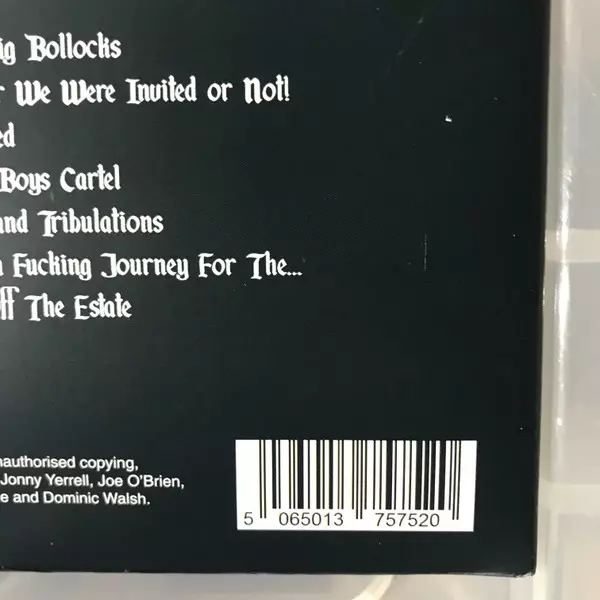 ig Bollocks
r We Were Invited or Not!
ed
Boys Cartel
and Tribulations
n Fucking Journey For The...
ff The Estate
nauthorised copying,
Jonny Yerrell, Joe O'Brien,
e and Dominic Walsh.
5 065013 757520